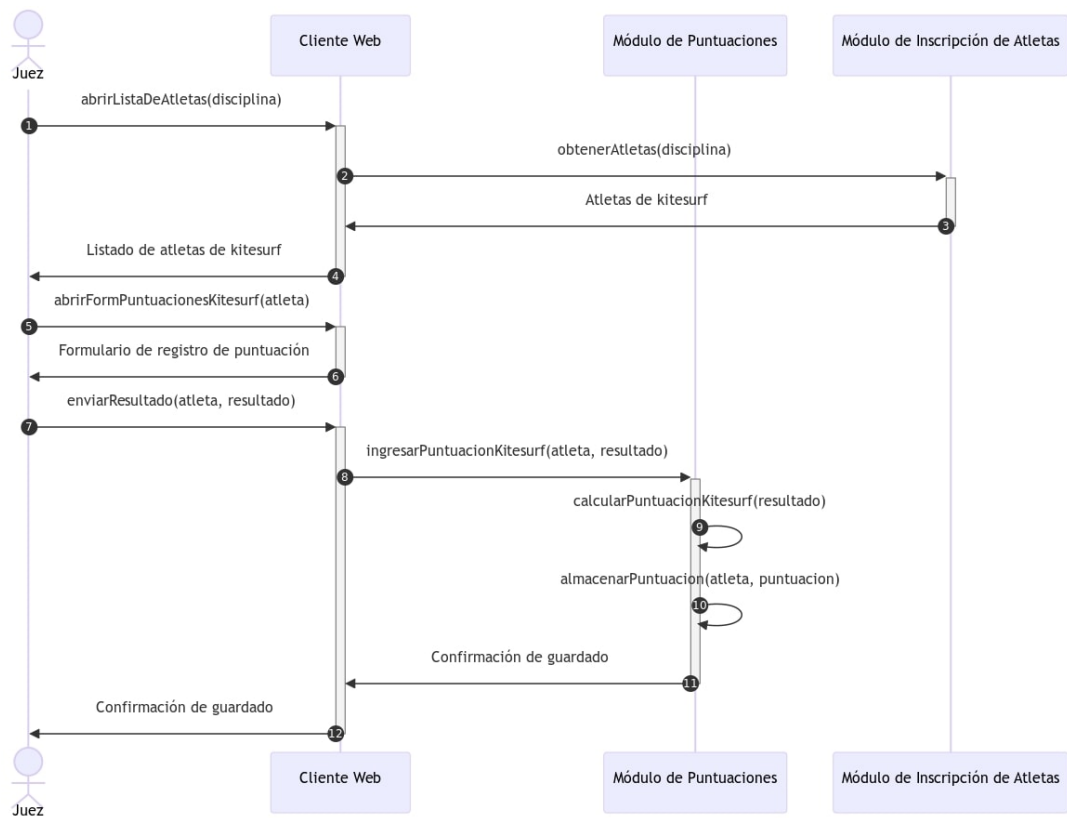 Cliente Web
Módulo de Puntuaciones
Módulo de Inscripción de Atletas
Juez
abrirListaDeAtletas(disciplina)
1
obtenerAtletas(disciplina)
2
Atletas de kitesurf
3
Listado de atletas de kitesurf
4
abrirFormPuntuacionesKitesurf(atleta)
5
Formulario de registro de puntuación
6
enviarResultado(atleta, resultado)
7
ingresarPuntuacionKitesurf(atleta, resultado)
8
calcularPuntuacionKitesurf(resultado)
9
almacenarPuntuacion(atleta, puntuacion)
10
Confirmación de guardado
11
Confirmación de guardado
12
Cliente Web
Módulo de Puntuaciones
Módulo de Inscripción de Atletas
Juez